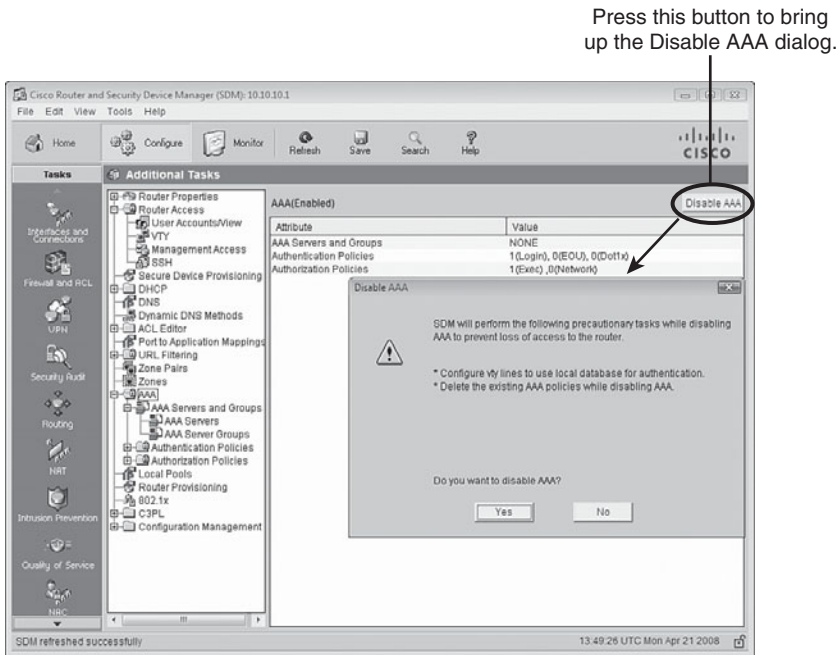 Press this button to bring
up the Disable AAA dialog.
Cisco Router and Security Device Manager (SDM): 10.10.10.1
File Edit View Tools Help
Home Configure Monitor Refresh Save Search Help
CISCO
Tasks
Additional Tasks
Interfaces and
Connections
Firewall and ACL
VPN
Security Audit
Routing
NAT
Intrusion Prevention
Quality of Service
NAC
Router Properties
Router Access
User Accounts/View
VTY
Management Access
SSH
Secure Device Provisioning
DHCP
DNS
Dynamic DNS Methods
ACL Editor
Port to Application Mappings
URL Filtering
Zone Pairs
Zones
AAA
AAA Servers and Groups
AAA Servers
AAA Server Groups
Authentication Policies
Authorization Policies
Local Pools
Router Provisioning
802.1x
C3PL
Configuration Management
AAA(Enabled)
Disable AAA
Attribute Value
AAA Servers and Groups NONE
Authentication Policies 1(Login), 0(EOU), 0(Dot1x)
Authorization Policies 1(Exec) ,0(Network)
Disable AAA
SDM will perform the following precautionary tasks while disabling
AAA to prevent loss of access to the router.
* Configure vty lines to use local database for authentication.
* Delete the existing AAA policies while disabling AAA.
Do you want to disable AAA?
Yes No
SDM refreshed successfully
13:49:26 UTC Mon Apr 21 2008